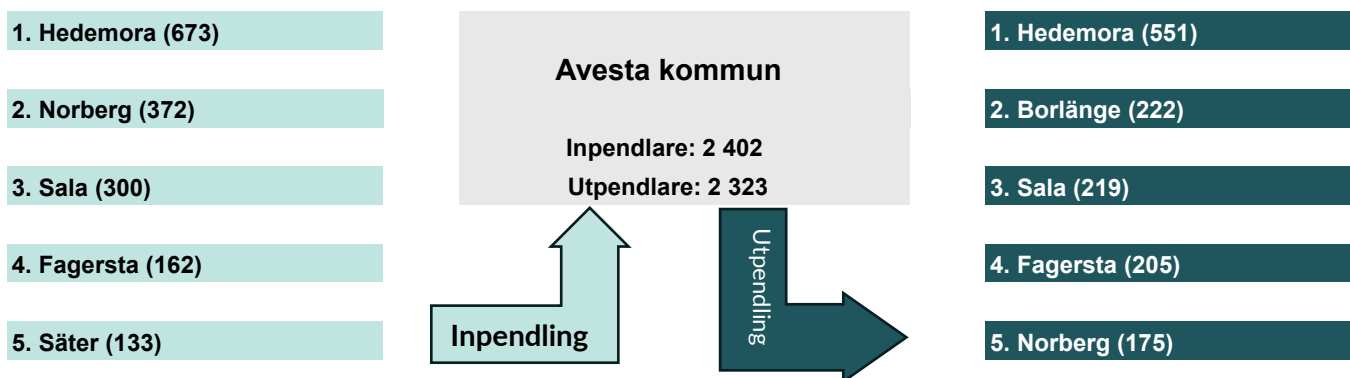 1. Hedemora (673)
2. Norberg (372)
3. Sala (300)
4. Fagersta (162)
5. Säter (133)
Avesta kommun
Inpendlare: 2 402
Utpendlare: 2 323
Inpendling
Utpendling
1. Hedemora (551)
2. Borlänge (222)
3. Sala (219)
4. Fagersta (205)
5. Norberg (175)